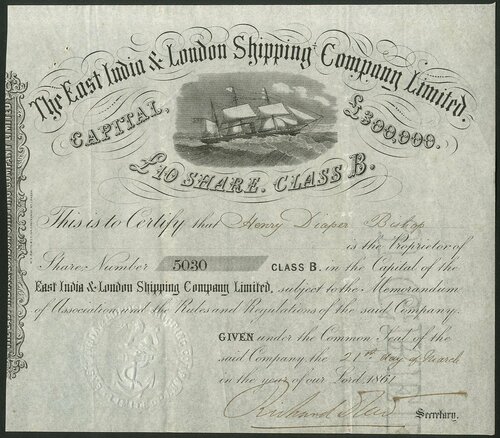 The East India & London Shipping Company Limited.
CAPITAL, £300,000.
£10 SHARE. CLASS B.
This is to Certify that Henry Diaper Bishop
is the Proprietor of
Share Number 5030 CLASS B. in the Capital of the
East India & London Shipping Company Limited, subject to the Memorandum
of Association, and the Rules and Regulations of the said Company.
GIVEN under the Common Seal of the
said Company the 21st day of March
in the year of our Lord 1861
Richard
Secretary.